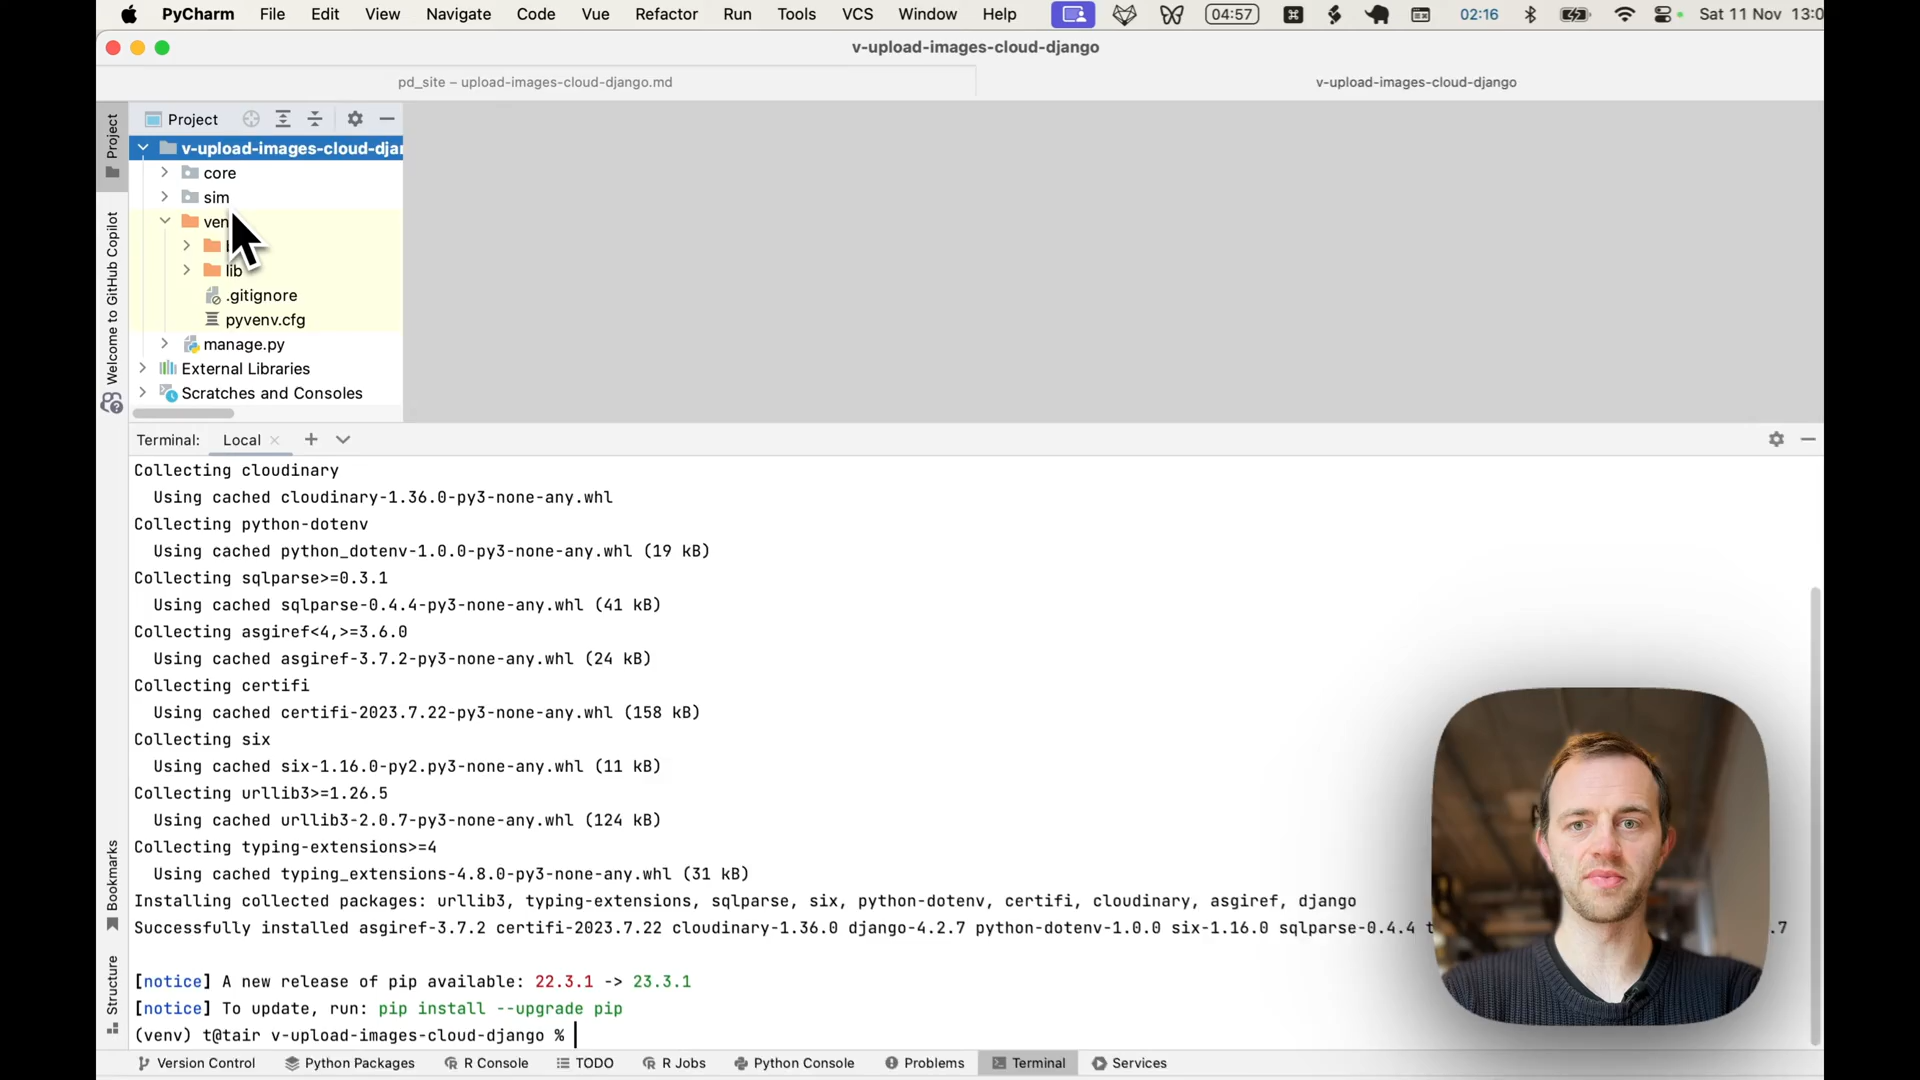 PyCharm File Edit View Navigate Code Vue Refactor Run Tools VCS Window Help 04:57 02:16 Sat 11 Nov 13:0
v-upload-images-cloud-django
pd_site – upload-images-cloud-django.md
v-upload-images-cloud-django
Project
Project
v-upload-images-cloud-djan
core
sim
ven
lib
.gitignore
pyvenv.cfg
manage.py
External Libraries
Scratches and Consoles
Welcome to GitHub Copilot
Terminal: Local
Collecting cloudinary
Using cached cloudinary-1.36.0-py3-none-any.whl
Collecting python-dotenv
Using cached python_dotenv-1.0.0-py3-none-any.whl (19 kB)
Collecting sqlparse>=0.3.1
Using cached sqlparse-0.4.4-py3-none-any.whl (41 kB)
Collecting asgiref<4,>=3.6.0
Using cached asgiref-3.7.2-py3-none-any.whl (24 kB)
Collecting certifi
Using cached certifi-2023.7.22-py3-none-any.whl (158 kB)
Collecting six
Using cached six-1.16.0-py2.py3-none-any.whl (11 kB)
Collecting urllib3>=1.26.5
Using cached urllib3-2.0.7-py3-none-any.whl (124 kB)
Collecting typing-extensions>=4
Using cached typing_extensions-4.8.0-py3-none-any.whl (31 kB)
Installing collected packages: urllib3, typing-extensions, sqlparse, six, python-dotenv, certifi, cloudinary, asgiref, django
Successfully installed asgiref-3.7.2 certifi-2023.7.22 cloudinary-1.36.0 django-4.2.7 python-dotenv-1.0.0 six-1.16.0 sqlparse-0.4.4 t .7
[notice] A new release of pip available: 22.3.1 -> 23.3.1
[notice] To update, run: pip install --upgrade pip
(venv) t@tair v-upload-images-cloud-django %
Bookmarks
Structure
Version Control Python Packages R Console TODO R Jobs Python Console Problems Terminal Services